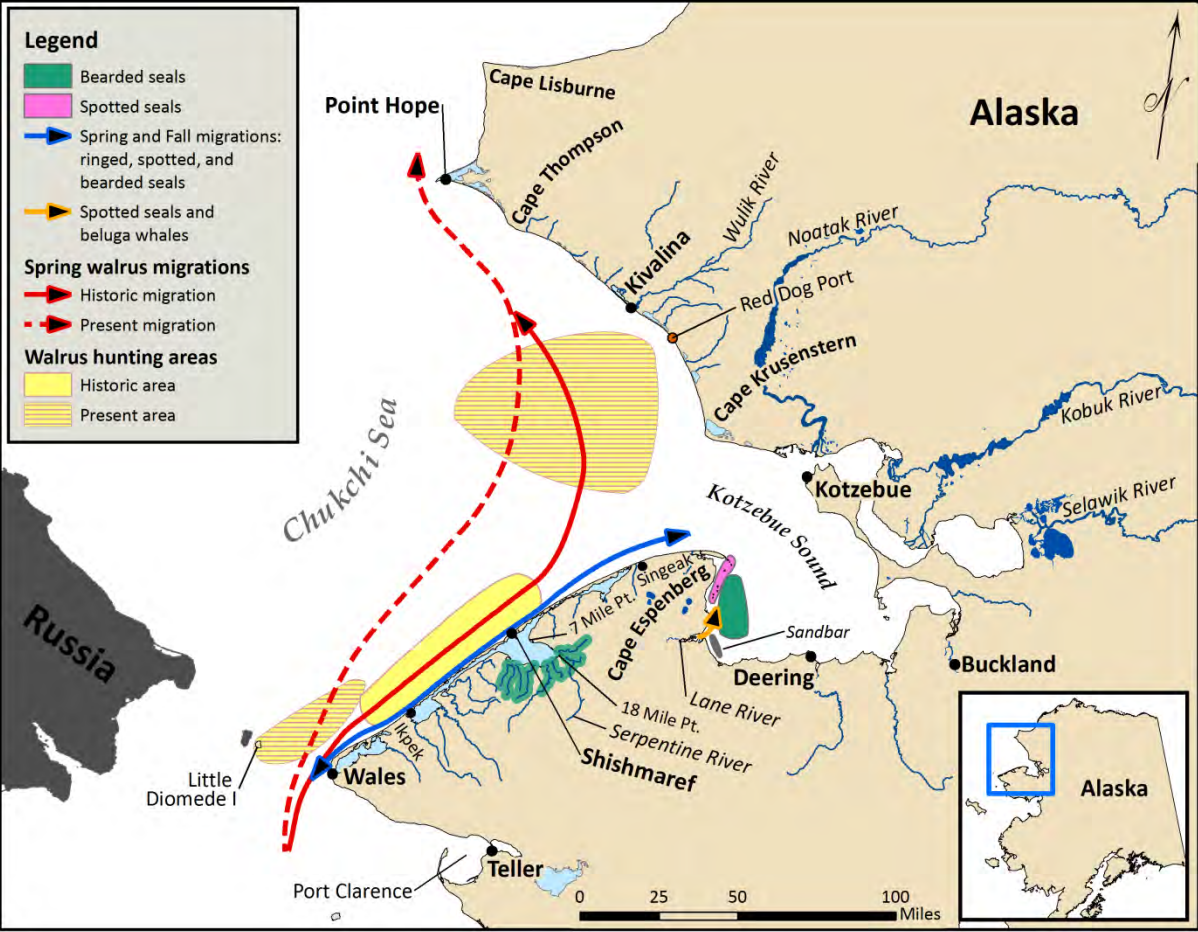 Legend
Bearded seals
Spotted seals
Spring and Fall migrations:
ringed, spotted, and
bearded seals
Spotted seals and
beluga whales
Spring walrus migrations
Historic migration
Present migration
Walrus hunting areas
Historic area
Present area
Cape Lisburne
Point Hope
Alaska
N
Cape Thompson
Wulik River
Noatak River
Kivalina
Red Dog Port
Cape Krusenstern
Kobuk River
Chukchi Sea
Kotzebue
Selawik River
Kotzebue Sound
Singeak
7 Mile Pt.
Cape Espenberg
Russia
Sandbar
Deering
Buckland
Lane River
18 Mile Pt.
Serpentine River
Shishmaref
Ikpek
Wales
Little
Diomede I
Teller
Port Clarence
Alaska
0 25 50 100
Miles